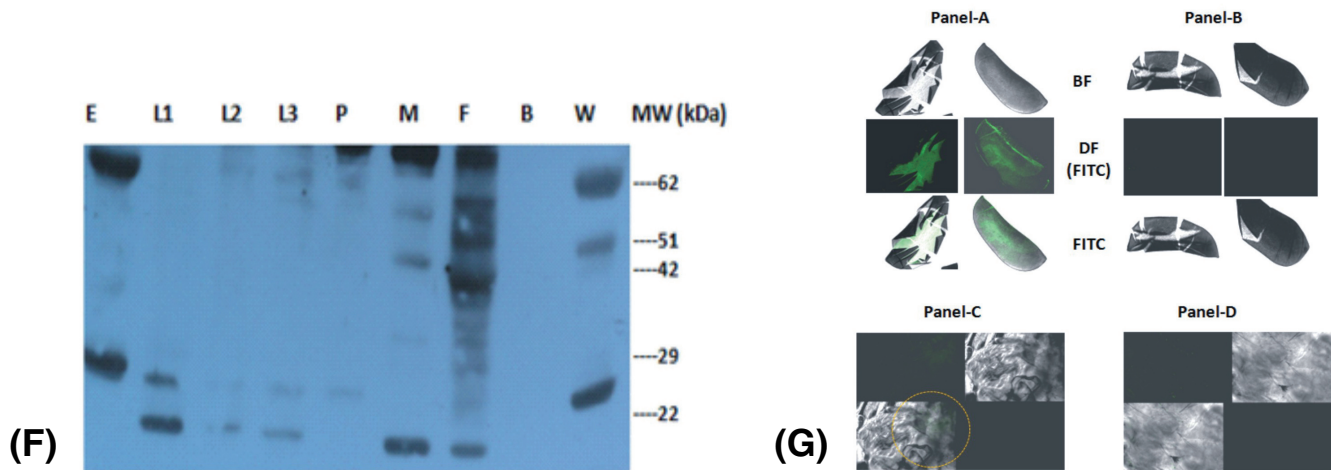 E L1 L2 L3 P M F B W MW (kDa)
----62
----51
----42
----29
----22
(F)
Panel-A Panel-B
BF
DF
(FITC)
FITC
Panel-C Panel-D
(G)